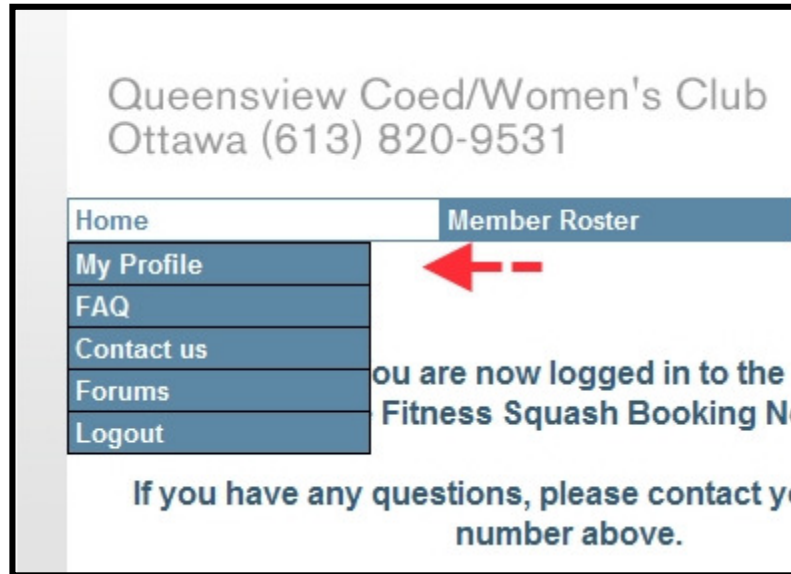 Queensview Coed/Women's Club
Ottawa (613) 820-9531
Home
Member Roster
My Profile
FAQ
Contact us
Forums
Logout
ou are now logged in to the
Fitness Squash Booking
If you have any questions, please contact
number above.